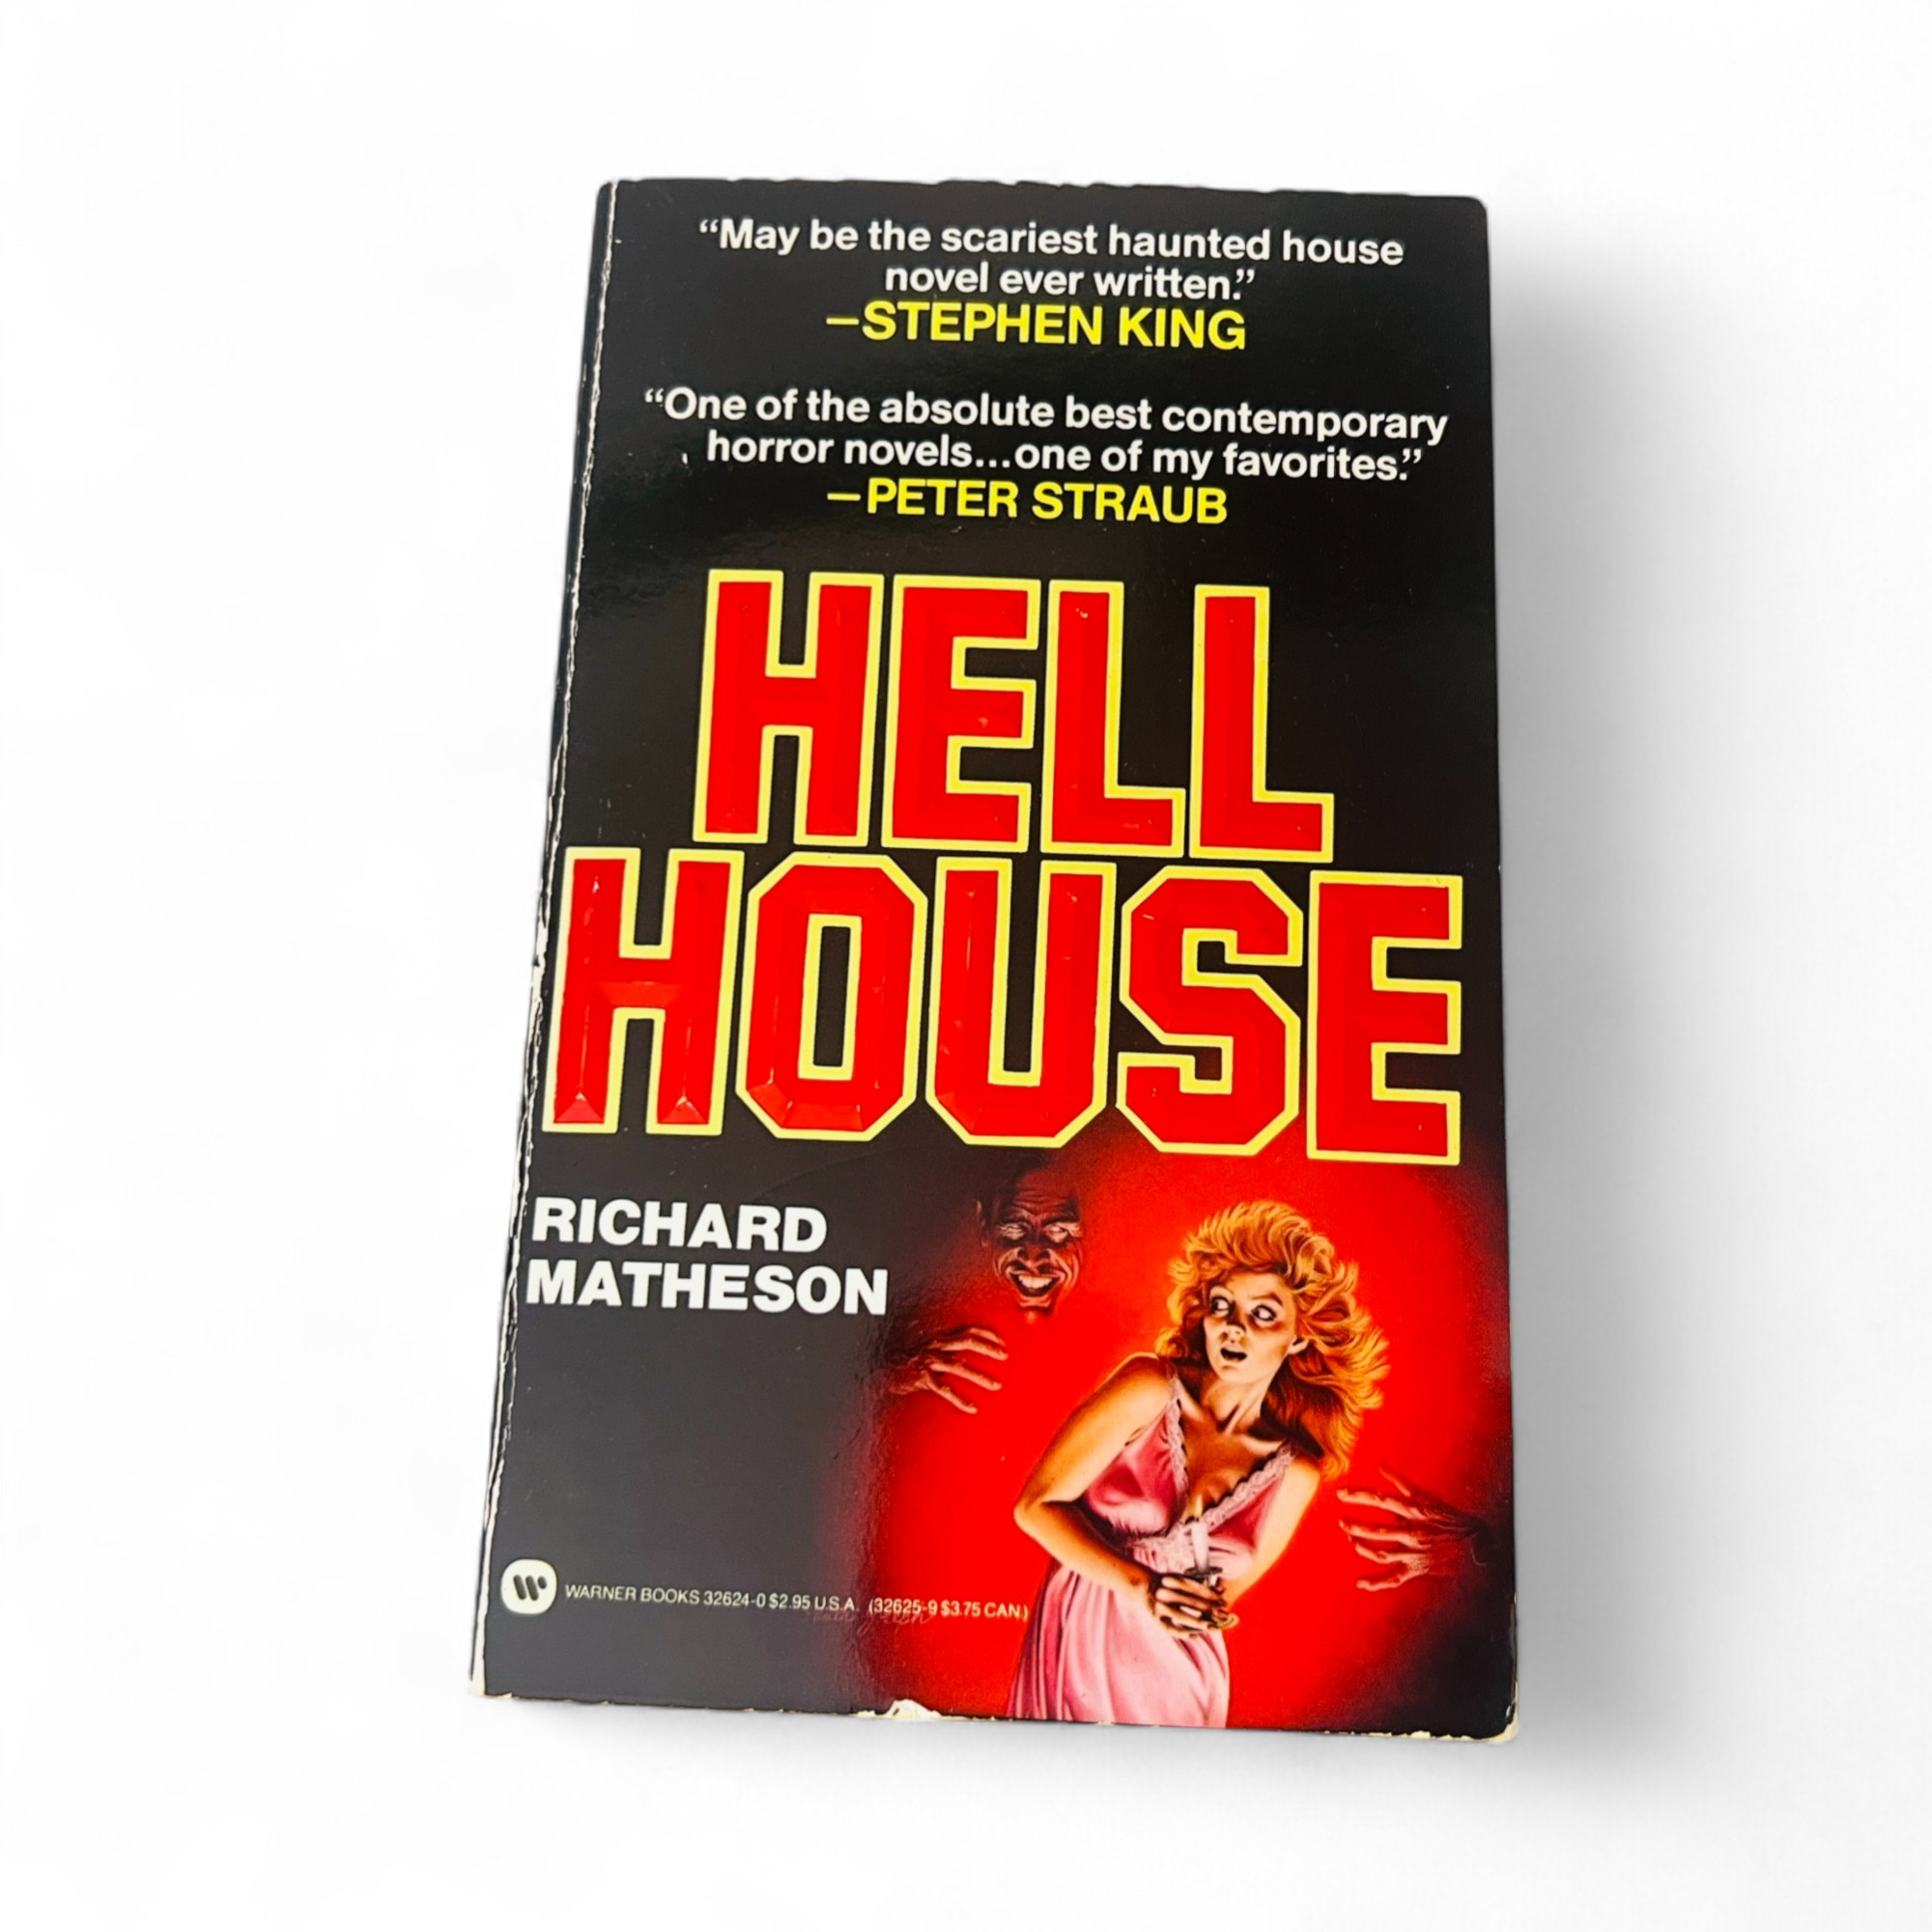 “May be the scariest haunted house
novel ever written.”
—STEPHEN KING
“One of the absolute best contemporary
horror novels...one of my favorites.”
—PETER STRAUB
HELL
HOUSE
RICHARD
MATHESON
WARNER BOOKS 32624-0 $2.95 U.S.A. (32625-9 $3.75 CAN.)